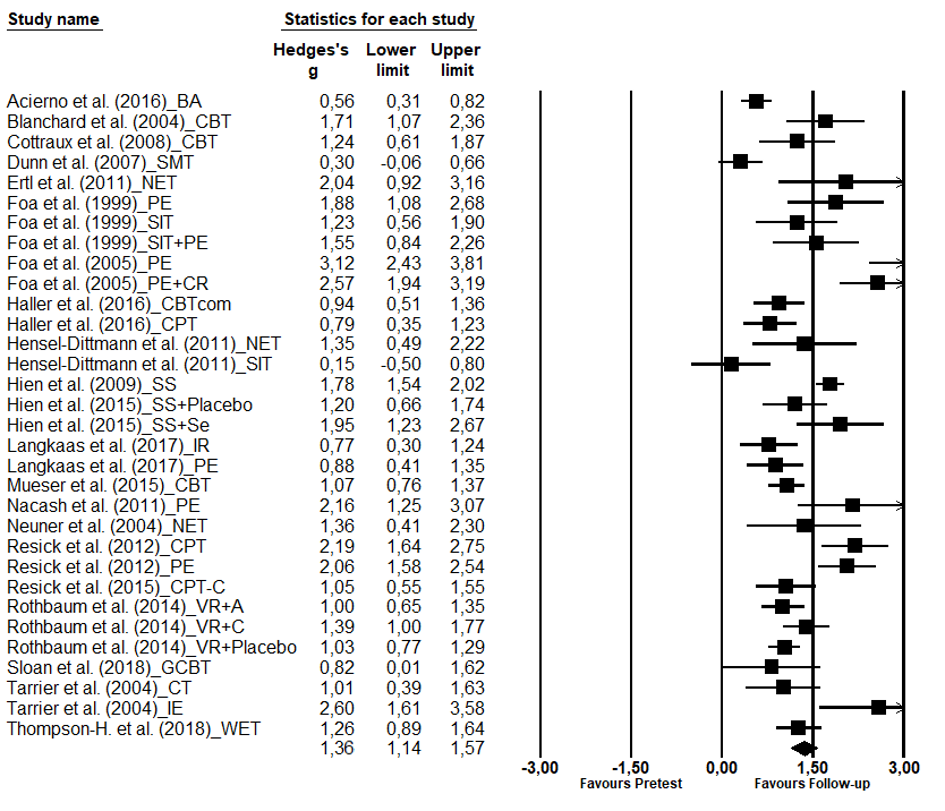 Study name Statistics for each study
Hedges's Lower Upper
g limit limit
Acierno et al. (2016)_BA 0,56 0,31 0,82
Blanchard et al. (2004)_CBT 1,71 1,07 2,36
Cottraux et al. (2008)_CBT 1,24 0,61 1,87
Dunn et al. (2007)_SMT 0,30 -0,06 0,66
Ertl et al. (2011)_NET 2,04 0,92 3,16
Foa et al. (1999)_PE 1,88 1,08 2,68
Foa et al. (1999)_SIT 1,23 0,56 1,90
Foa et al. (1999)_SIT+PE 1,55 0,84 2,26
Foa et al. (2005)_PE 3,12 2,43 3,81
Foa et al. (2005)_PE+CR 2,57 1,94 3,19
Haller et al. (2016)_CBTcom 0,94 0,51 1,36
Haller et al. (2016)_CPT 0,79 0,35 1,23
Hensel-Dittmann et al. (2011)_NET 1,35 0,49 2,22
Hensel-Dittmann et al. (2011)_SIT 0,15 -0,50 0,80
Hien et al. (2009)_SS 1,78 1,54 2,02
Hien et al. (2015)_SS+Placebo 1,20 0,66 1,74
Hien et al. (2015)_SS+Se 1,95 1,23 2,67
Langkaas et al. (2017)_IR 0,77 0,30 1,24
Langkaas et al. (2017)_PE 0,88 0,41 1,35
Mueser et al. (2015)_CBT 1,07 0,76 1,37
Nacash et al. (2011)_PE 2,16 1,25 3,07
Neuner et al. (2004)_NET 1,36 0,41 2,30
Resick et al. (2012)_CPT 2,19 1,64 2,75
Resick et al. (2012)_PE 2,06 1,58 2,54
Resick et al. (2015)_CPT-C 1,05 0,55 1,55
Rothbaum et al. (2014)_VR+A 1,00 0,65 1,35
Rothbaum et al. (2014)_VR+C 1,39 1,00 1,77
Rothbaum et al. (2014)_VR+Placebo 1,03 0,77 1,29
Sloan et al. (2018)_GCBT 0,82 0,01 1,62
Tarrier et al. (2004)_CT 1,01 0,39 1,63
Tarrier et al. (2004)_IE 2,60 1,61 3,58
Thompson-H. et al. (2018)_WET 1,26 0,89 1,64
1,36 1,14 1,57
-3,00 -1,50 0,00 1,50 3,00
Favours Pretest Favours Follow-up